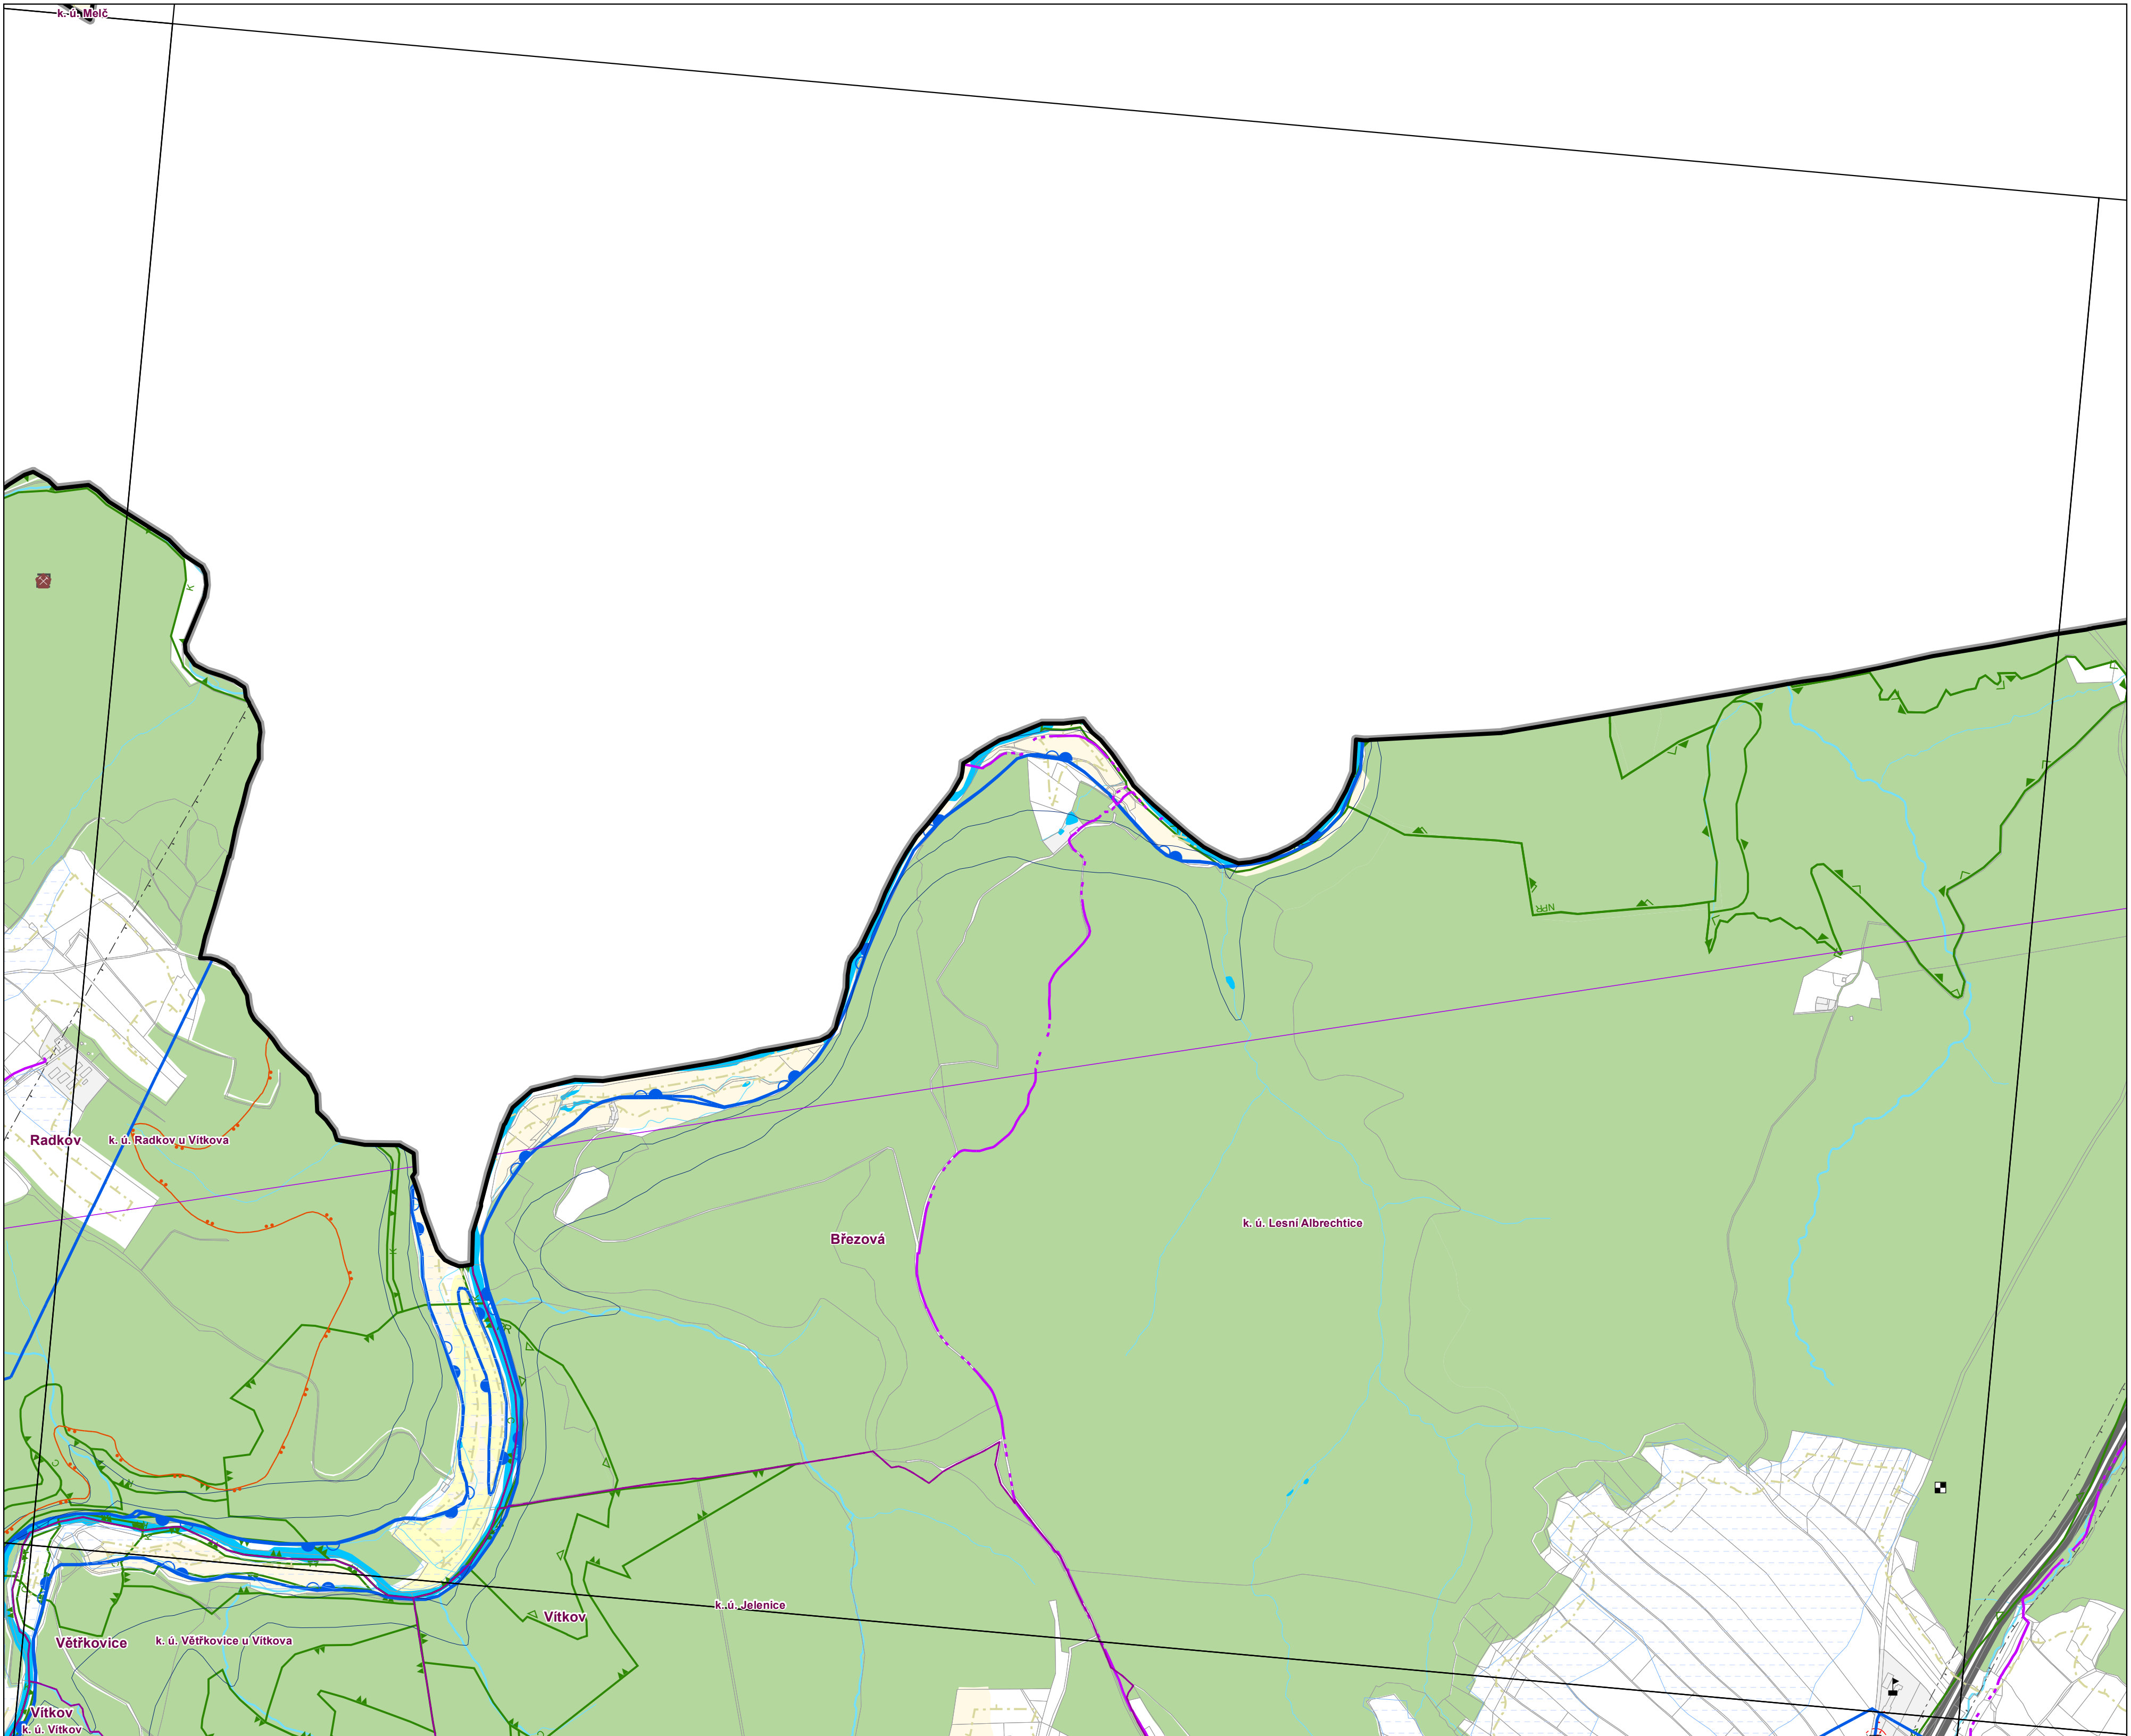 k. ú. Melč
NPR
Radkov
k. ú. Radkov u Vítkova
Březová
k. ú. Lesní Albrechtice
k. ú. Jelenice
Vítkov
Větřkovice
k. ú. Větřkovice u Vítkova
Vítkov
k. ú. Vítkov